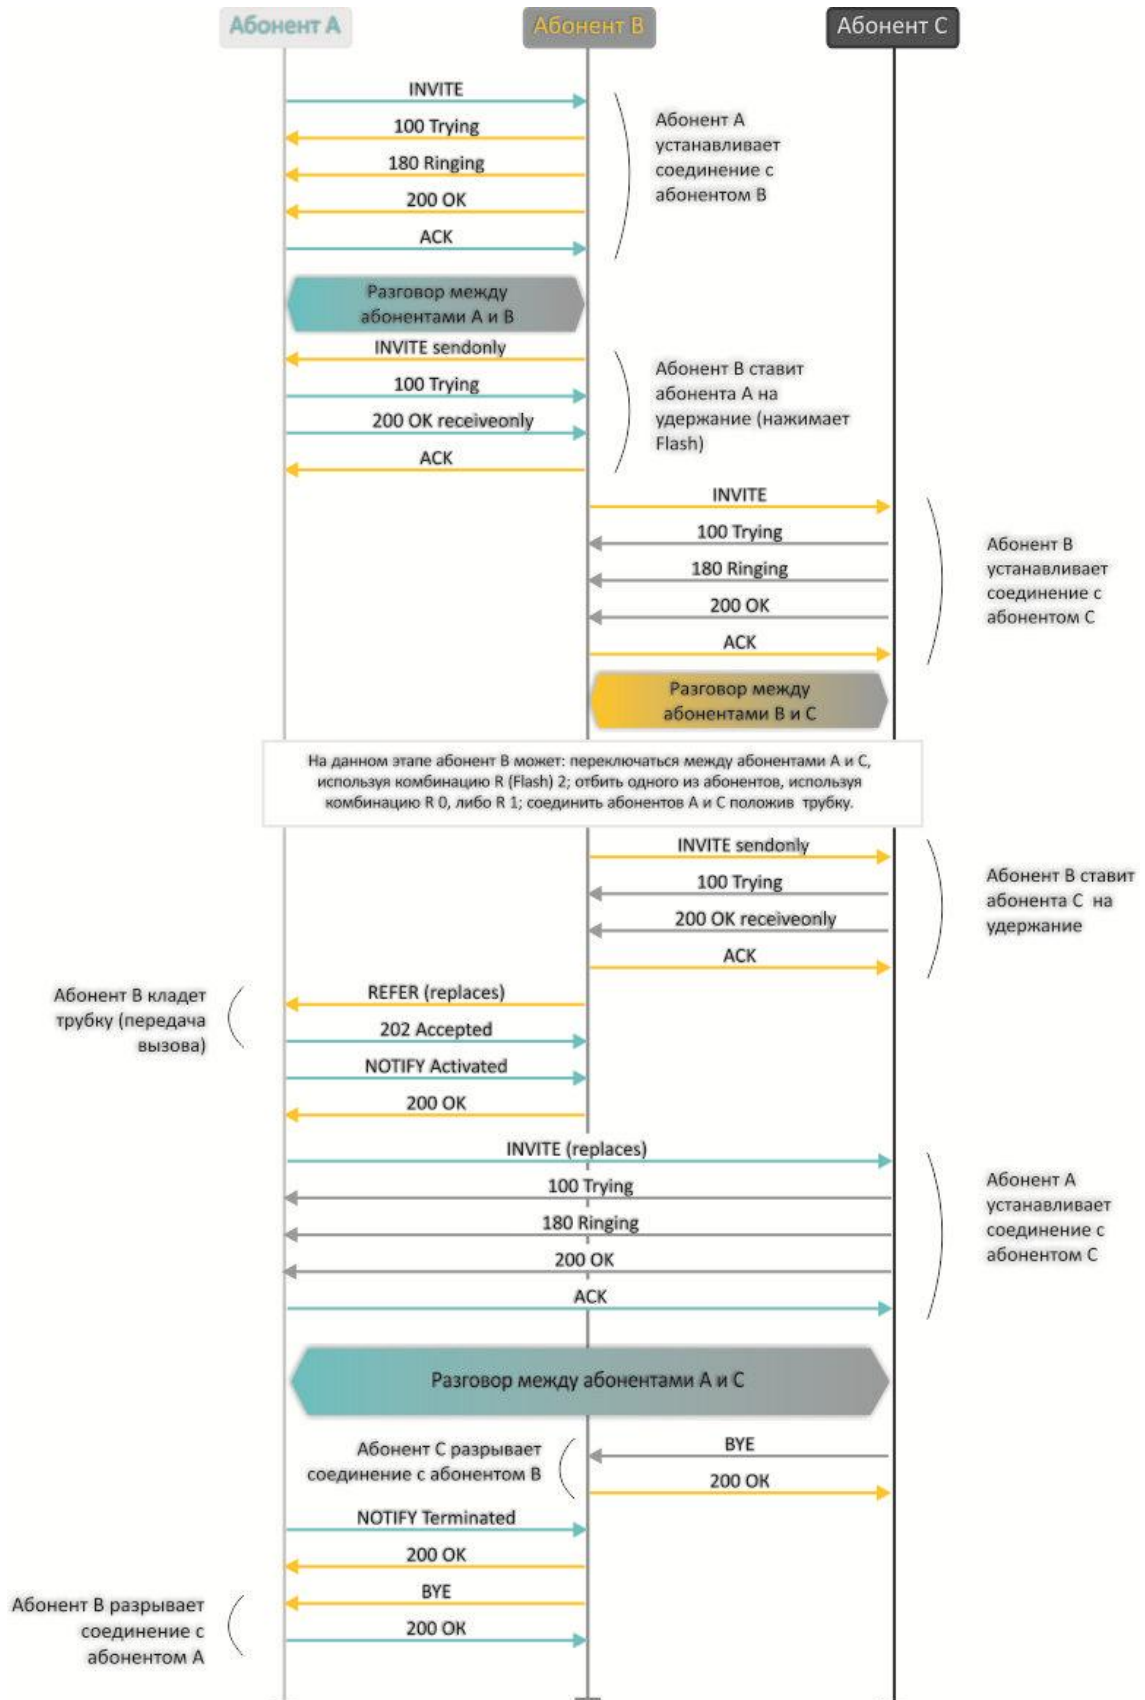 Абонент А
Абонент В
Абонент С
INVITE
100 Trying
180 Ringing
200 OK
ACK
Абонент А
устанавливает
соединение с
абонентом В
Разговор между
абонентами А и В
INVITE sendonly
100 Trying
200 OK receiveonly
ACK
Абонент В ставит
абонента А на
удержание (нажимает
Flash)
INVITE
100 Trying
180 Ringing
200 OK
ACK
Абонент В
устанавливает
соединение с
абонентом С
Разговор между
абонентами В и С
На данном этапе абонент В может: переключаться между абонентами А и С,
используя комбинацию R (Flash) 2; отбить одного из абонентов, используя
комбинацию R 0, либо R 1; соединить абонентов А и С положив трубку.
INVITE sendonly
100 Trying
200 OK receiveonly
ACK
Абонент В ставит
абонента С на
удержание
Абонент В кладет
трубку (передача
вызова)
REFER (replaces)
202 Accepted
NOTIFY Activated
200 OK
INVITE (replaces)
100 Trying
180 Ringing
200 OK
ACK
Абонент А
устанавливает
соединение с
абонентом С
Разговор между абонентами А и С
Абонент С разрывает
соединение с абонентом В
BYE
200 OK
NOTIFY Terminated
200 OK
BYE
200 OK
Абонент В разрывает
соединение с
абонентом А